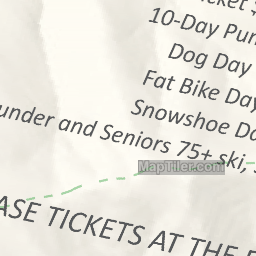 10-Day Pun
Dog Day
Fat Bike Day
Snowshoe Da
under and Seniors 75+ ski,
MapTiler.com
ASE TICKETS AT THE